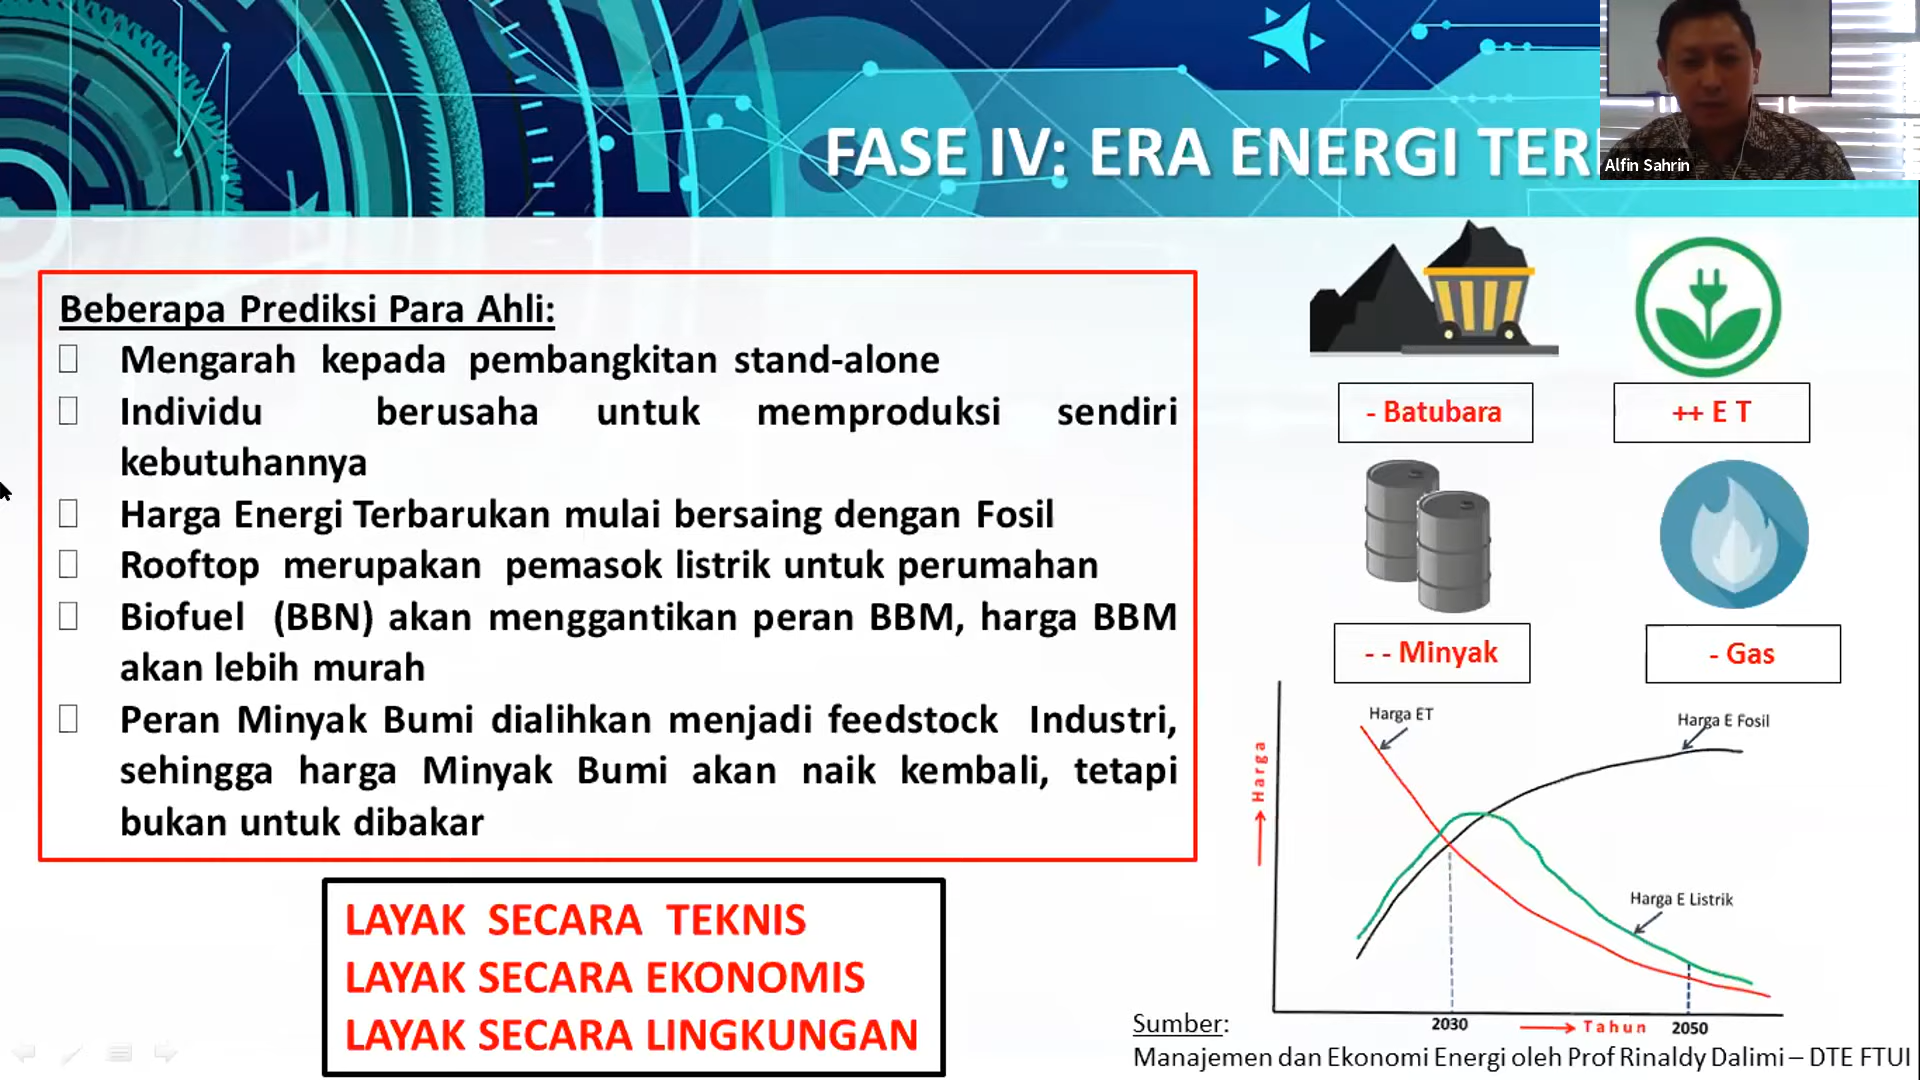 FASE IV: ERA ENERGI TER
Alfin Sahrin
Beberapa Prediksi Para Ahli:
Mengarah kepada pembangkitan stand-alone
Individu berusaha untuk memproduksi sendiri
kebutuhannya
Harga Energi Terbarukan mulai bersaing dengan Fosil
Rooftop merupakan pemasok listrik untuk perumahan
Biofuel (BBN) akan menggantikan peran BBM, harga BBM
akan lebih murah
Peran Minyak Bumi dialihkan menjadi feedstock Industri,
sehingga harga Minyak Bumi akan naik kembali, tetapi
bukan untuk dibakar
LAYAK SECARA TEKNIS
LAYAK SECARA EKONOMIS
LAYAK SECARA LINGKUNGAN
- Batubara
++ E T
- - Minyak
- Gas
Harga ET
Harga E Fosil
Harga
Harga E Listrik
2030
Tahun
2050
Sumber:
Manajemen dan Ekonomi Energi oleh Prof Rinaldy Dalimi – DTE FTUI